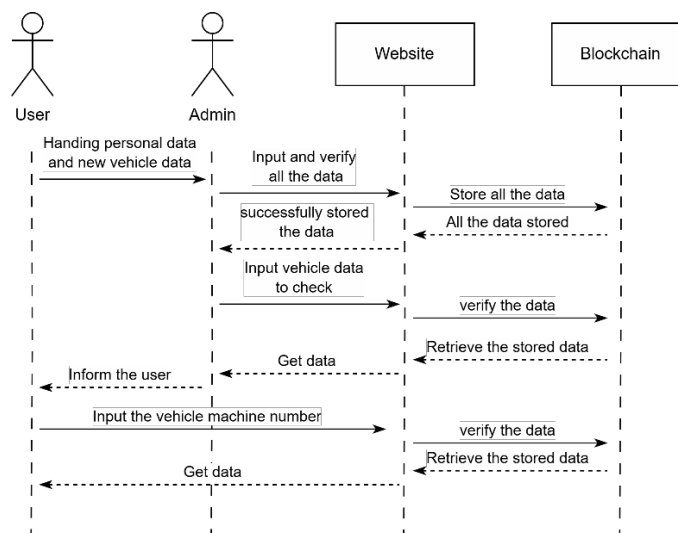 Website
Blockchain
User
Admin
Handing personal data
and new vehicle data
Input and verify
all the data
Store all the data
successfully stored
the data
All the data stored
Input vehicle data
to check
verify the data
Retrieve the stored data
Get data
Inform the user
Input the vehicle machine number
verify the data
Retrieve the stored data
Get data